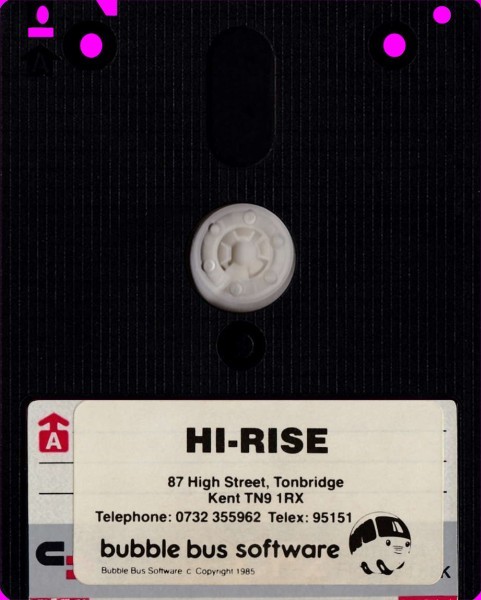 A
A
HI-RISE
87 High Street, Tonbridge
Kent TN9 1RX
Telephone: 0732 355962 Telex: 95151
bubble bus software
Bubble Bus Software c Copyright 1985
K